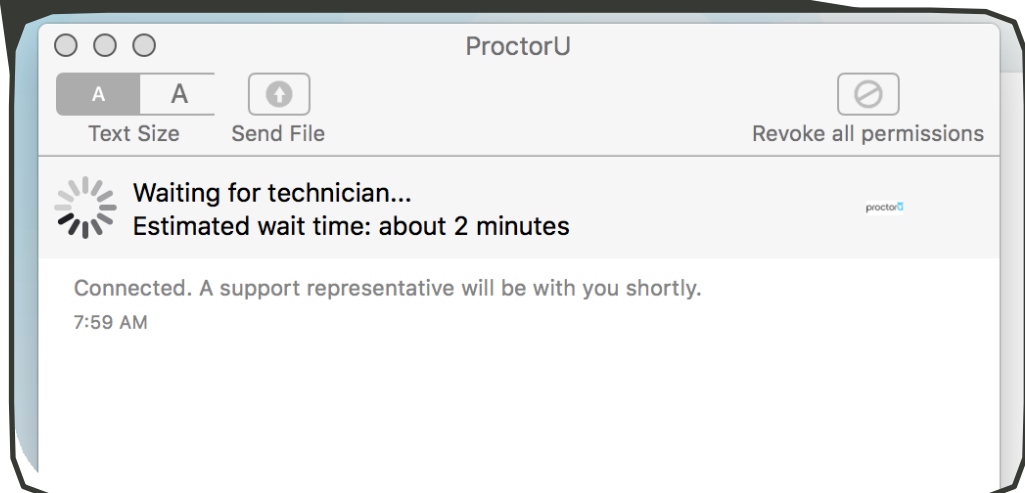 ProctorU
A A
Text Size Send File Revoke all permissions
Waiting for technician...
Estimated wait time: about 2 minutes
proctorU
Connected. A support representative will be with you shortly.
7:59 AM